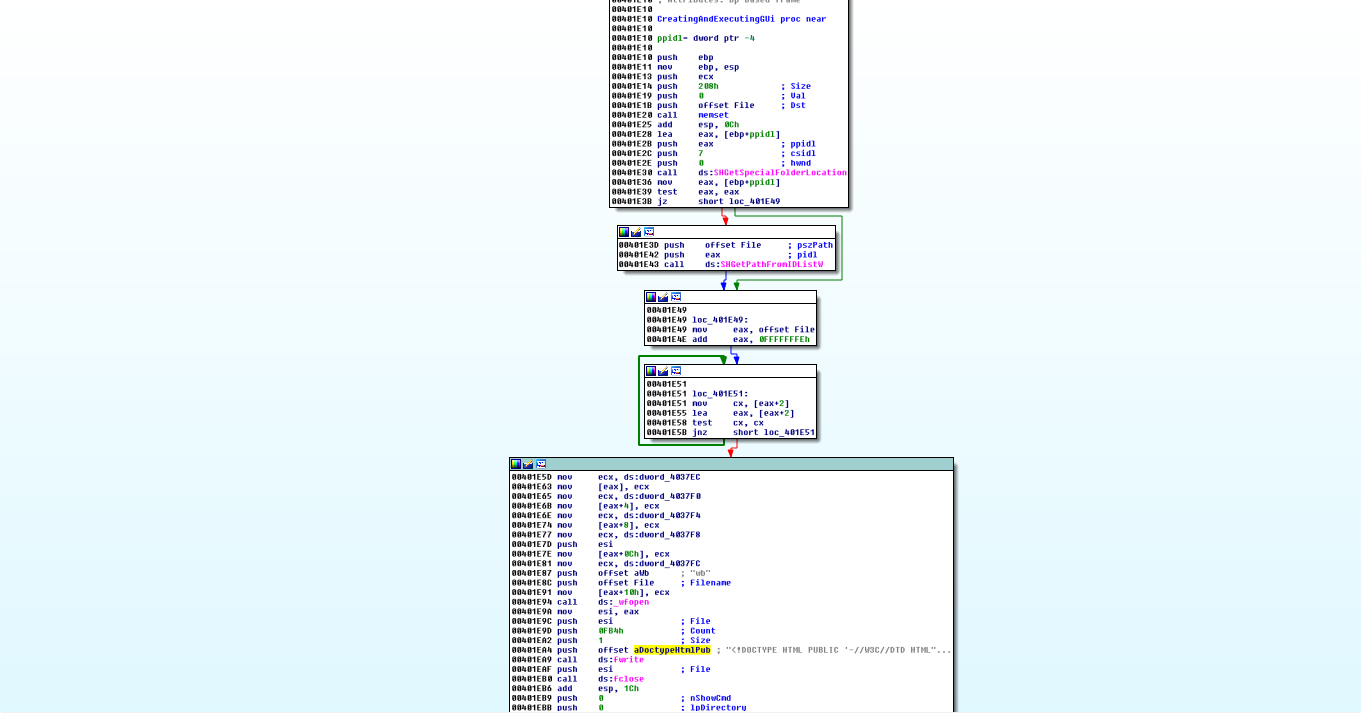 00401E10 ; Attributes: bp-based frame
00401E10
00401E10 CreatingAndExecutingGUi proc near
00401E10
00401E10 ppidl= dword ptr -4
00401E10
00401E10 push ebp
00401E11 mov ebp, esp
00401E13 push ecx
00401E14 push 208h ; Size
00401E19 push 0 ; Val
00401E1B push offset File ; Dst
00401E20 call memset
00401E25 add esp, 0Ch
00401E28 lea eax, [ebp+ppidl]
00401E2B push eax ; ppidl
00401E2C push 7 ; csidl
00401E2E push 0 ; hwnd
00401E30 call ds:SHGetSpecialFolderLocation
00401E36 mov eax, [ebp+ppidl]
00401E39 test eax, eax
00401E3B jz short loc_401E49
00401E3D push offset File ; pszPath
00401E42 push eax ; pidl
00401E43 call ds:SHGetPathFromIDListW
00401E49
00401E49 loc_401E49:
00401E49 mov eax, offset File
00401E4E add eax, 0FFFFFFFEh
00401E51
00401E51 loc_401E51:
00401E51 mov cx, [eax+2]
00401E55 lea eax, [eax+2]
00401E58 test cx, cx
00401E5B jnz short loc_401E51
00401E5D mov ecx, ds:dword_4037EC
00401E63 mov [eax], ecx
00401E65 mov ecx, ds:dword_4037F0
00401E6B mov [eax+4], ecx
00401E6E mov ecx, ds:dword_4037F4
00401E74 mov [eax+8], ecx
00401E77 mov ecx, ds:dword_4037F8
00401E7D push esi
00401E7E mov [eax+0Ch], ecx
00401E81 mov ecx, ds:dword_4037FC
00401E87 push offset aWb ; "wb"
00401E8C push offset File ; Filename
00401E91 mov [eax+10h], ecx
00401E94 call ds:_wfopen
00401E9A mov esi, eax
00401E9C push esi ; File
00401E9D push 0FB4h ; Count
00401EA2 push 1 ; Size
00401EA4 push offset aDoctypeHtmlPub ; "<!DOCTYPE HTML PUBLIC '-//W3C//DTD HTML"...
00401EA9 call ds:fwrite
00401EAF push esi ; File
00401EB0 call ds:fclose
00401EB6 add esp, 1Ch
00401EB9 push 0 ; nShowCmd
00401EBB push 0 ; lpDirectory